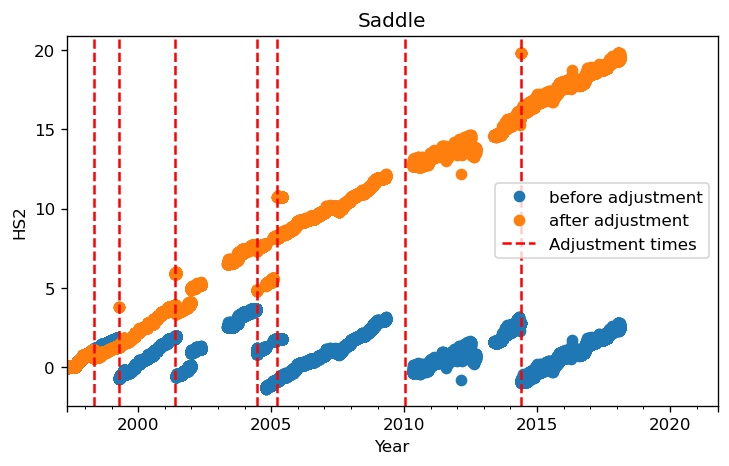 Saddle
20
15
10
5
0
HS2
before adjustment
after adjustment
Adjustment times
2000 2005 2010 2015 2020
Year